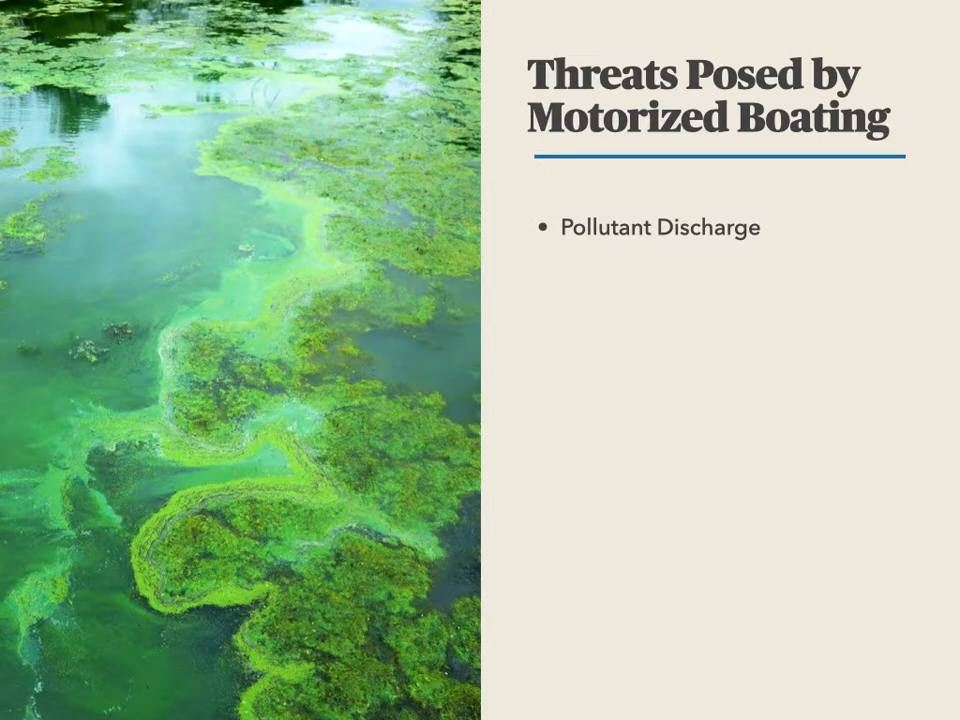 Threats Posed by
Motorized Boating
• Pollutant Discharge